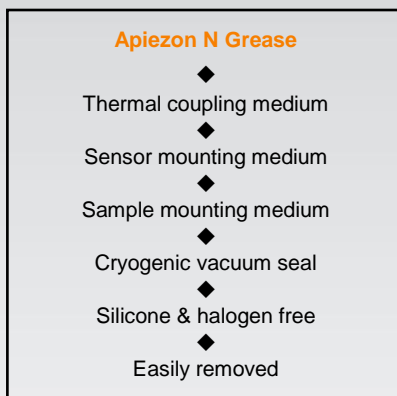 Apiezon N Grease
◆
Thermal coupling medium
◆
Sensor mounting medium
◆
Sample mounting medium
◆
Cryogenic vacuum seal
◆
Silicone & halogen free
◆
Easily removed